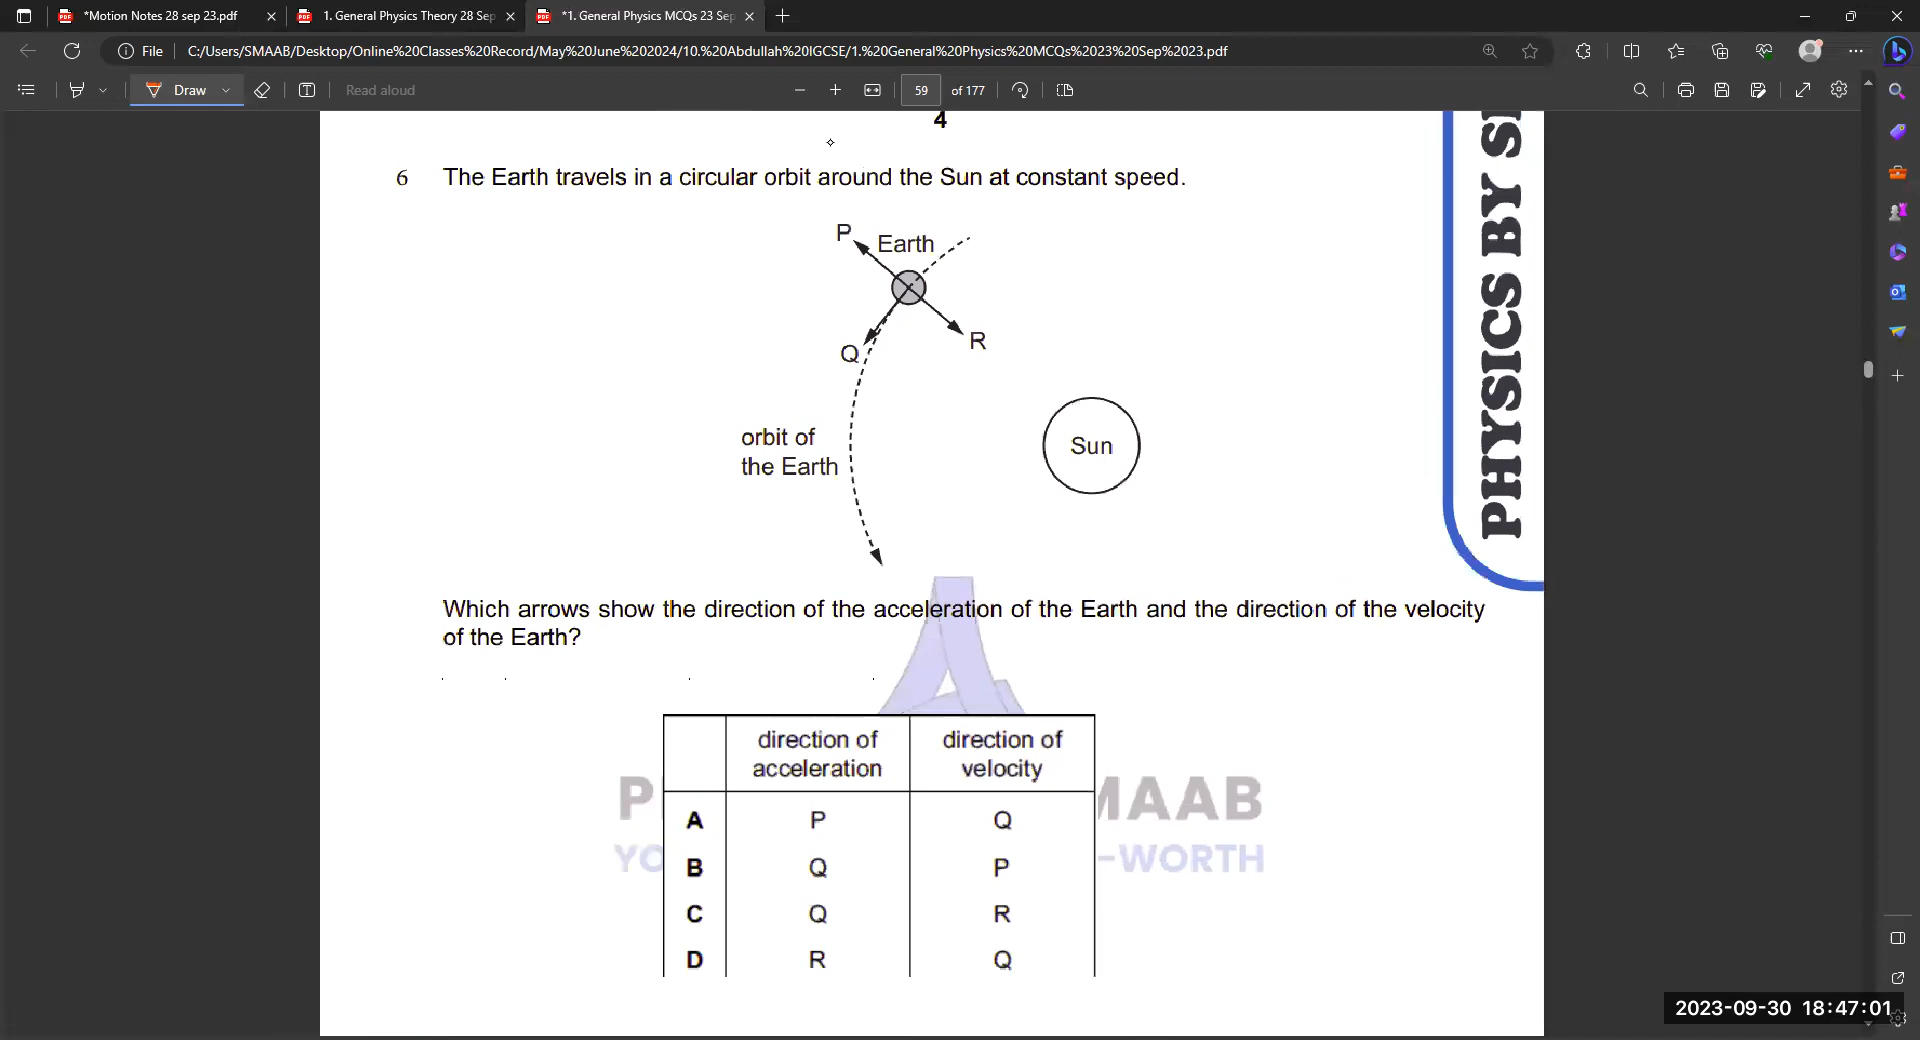 *Motion Notes 28 sep 23.pdf
1. General Physics Theory 28 Sep
*1. General Physics MCQs 23 Sep
File
C:/Users/SMAAB/Desktop/Online%20Classes%20Record/May%20June%202024/10.%20Abdullah%20IGCSE/1.%20General%20Physics%20MCQs%2023%20Sep%23.pdf
Draw
Read aloud
59 of 177
4
6 The Earth travels in a circular orbit around the Sun at constant speed.
P
Earth
R
Q
orbit of
the Earth
Sun
PHYSICS BY
Which arrows show the direction of the acceleration of the Earth and the direction of the velocity
of the Earth?
direction of direction of
acceleration velocity
A P Q
B Q P
C Q R
D R Q
MAAB
-WORTH
2023-09-30 18:47:01